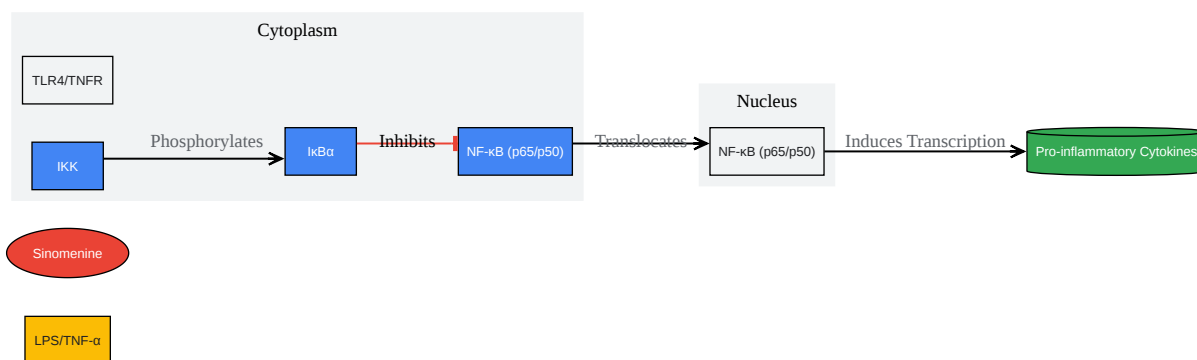 Cytoplasm
TLR4/TNFR
Nucleus
Phosphorylates
IκBα
Inhibits
NF-κB (p65/p50)
Translocates
NF-κB (p65/p50)
Induces Transcription
Pro-inflammatory Cytokines
IKK
Sinomenine
LPS/TNF-α